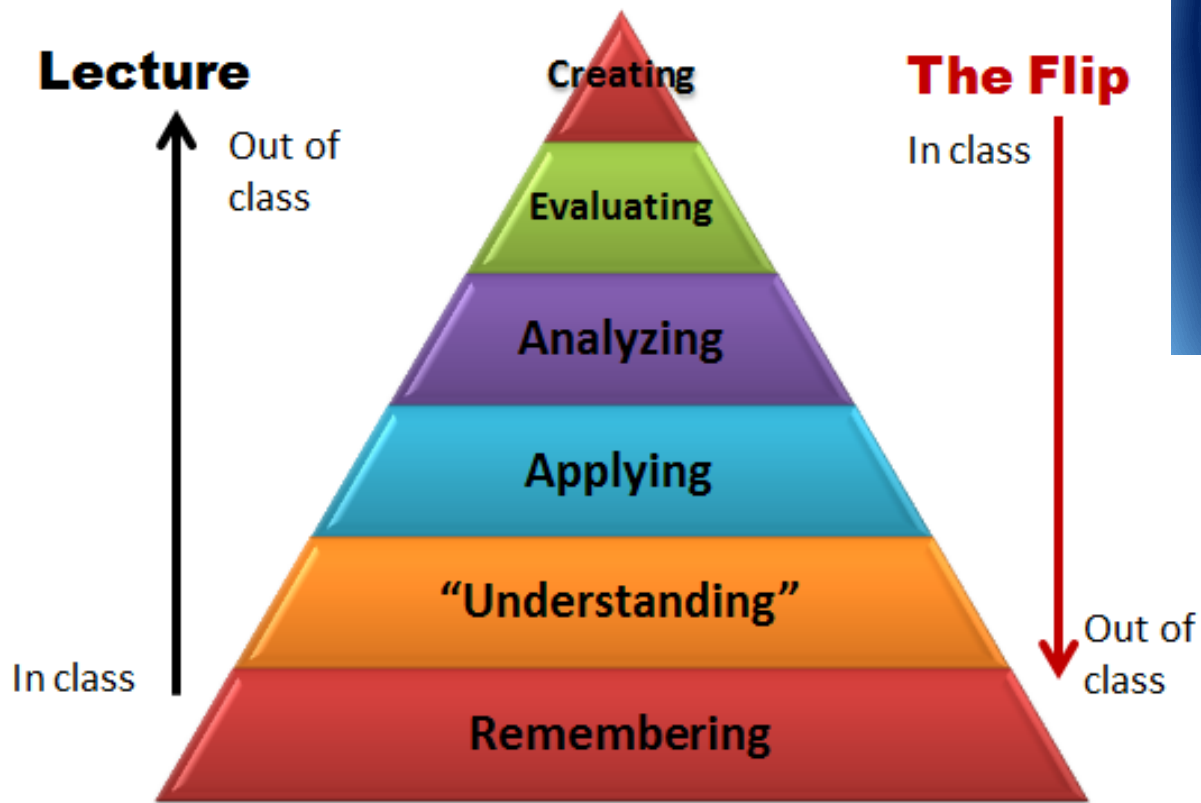 Lecture
Out of
class
In class
Creating
Evaluating
Analyzing
Applying
“Understanding”
Remembering
The Flip
In class
Out of
class